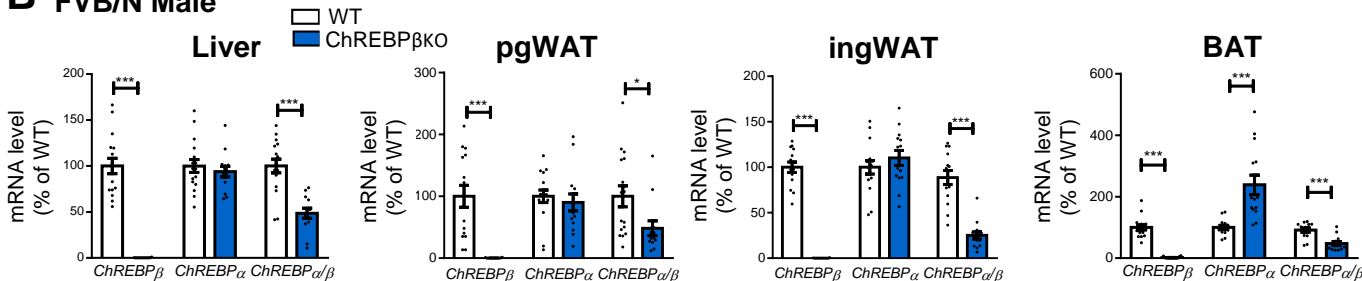 B FVB/N Male
WT
ChREBPβKO
Liver
mRNA level
(% of WT)
200
150
100
50
0
***
***
ChREBPβ ChREBPα ChREBPα/β
pgWAT
mRNA level
(% of WT)
300
200
100
0
***
*
ChREBPβ ChREBPα ChREBPα/β
ingWAT
mRNA level
(% of WT)
200
150
100
50
0
***
***
ChREBPβ ChREBPα ChREBPα/β
BAT
mRNA level
(% of WT)
600
400
200
0
***
***
***
ChREBPβ ChREBPα ChREBPα/β